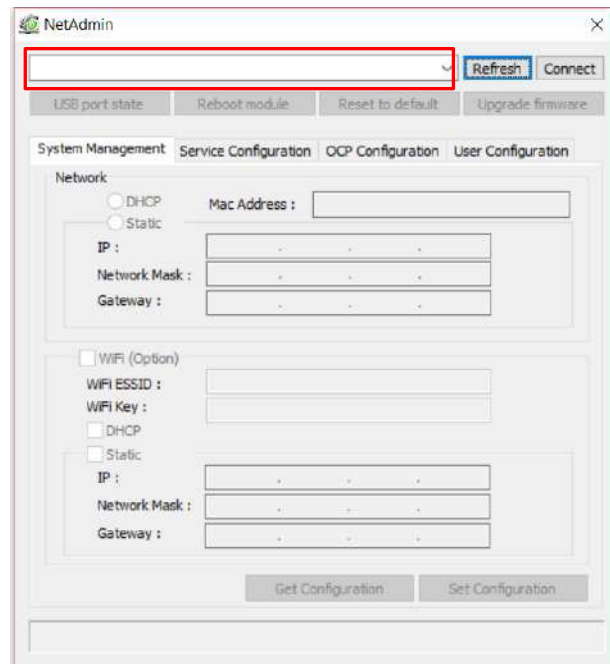 NetAdmin
Refresh Connect
USB port state Reboot module Reset to default Upgrade firmware
System Management Service Configuration OCP Configuration User Configuration
Network
DHCP Mac Address :
Static
IP : . . .
Network Mask : . . .
Gateway : . . .
WiFi (Option)
WiFi ESSID :
WiFi Key :
DHCP
Static
IP : . . .
Network Mask : . . .
Gateway : . . .
Get Configuration Set Configuration